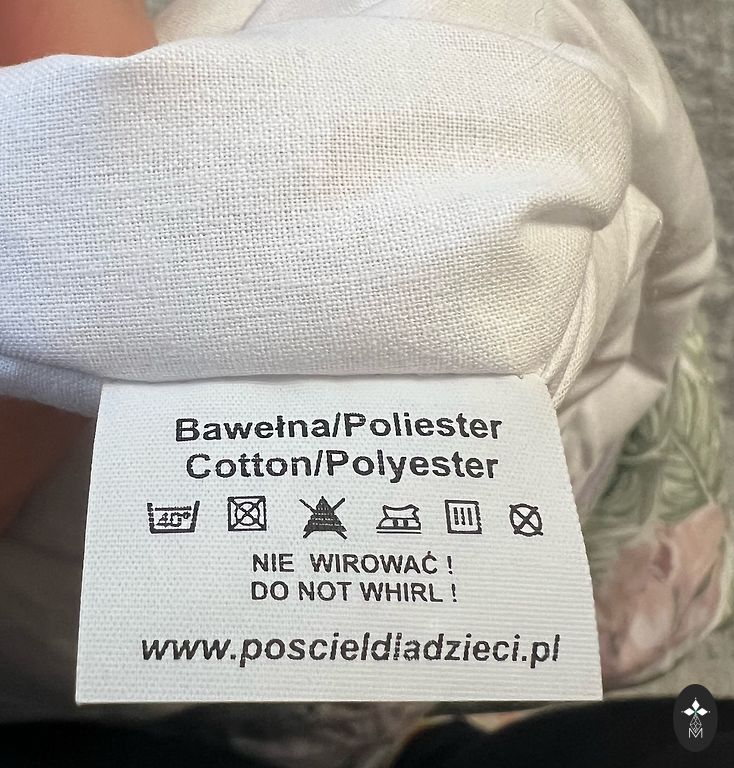 Bawełna/Poliester
Cotton/Polyester
40°
NIE WIROWAĆ !
DO NOT WHIRL !
www.poscieldladzieci.pl
M